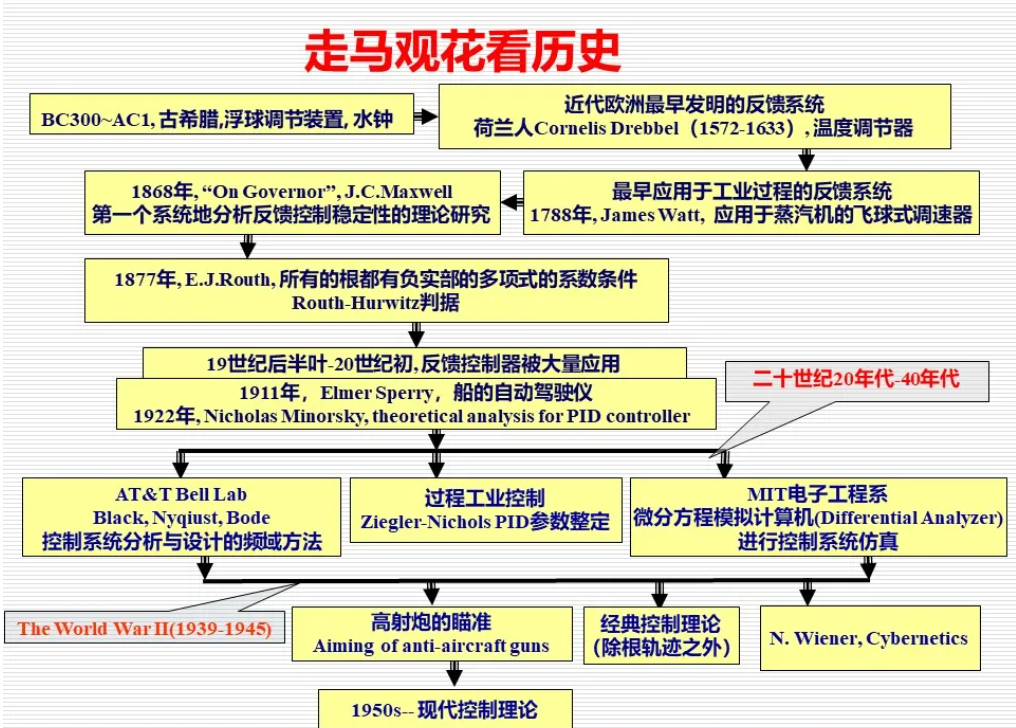 走马观花看历史
BC300~AC1, 古希腊,浮球调节装置, 水钟
近代欧洲最早发明的反馈系统
荷兰人Cornelis Drebbel（1572-1633）, 温度调节器
最早应用于工业过程的反馈系统
1788年, James Watt, 应用于蒸汽机的飞球式调速器
1868年, “On Governor”, J.C.Maxwell
第一个系统地分析反馈控制稳定性的理论研究
1877年, E.J.Routh, 所有的根都有负实部的多项式的系数条件
Routh-Hurwitz判据
19世纪后半叶-20世纪初, 反馈控制器被大量应用
1911年，Elmer Sperry，船的自动驾驶仪
1922年, Nicholas Minorsky, theoretical analysis for PID controller
二十世纪20年代-40年代
AT&T Bell Lab
Black, Nyqiust, Bode
控制系统分析与设计的频域方法
过程工业控制
Ziegler-Nichols PID参数整定
MIT电子工程系
微分方程模拟计算机(Differential Analyzer)
进行控制系统仿真
The World War II(1939-1945)
高射炮的瞄准
Aiming of anti-aircraft guns
经典控制理论
（除根轨迹之外）
N. Wiener, Cybernetics
1950s-- 现代控制理论